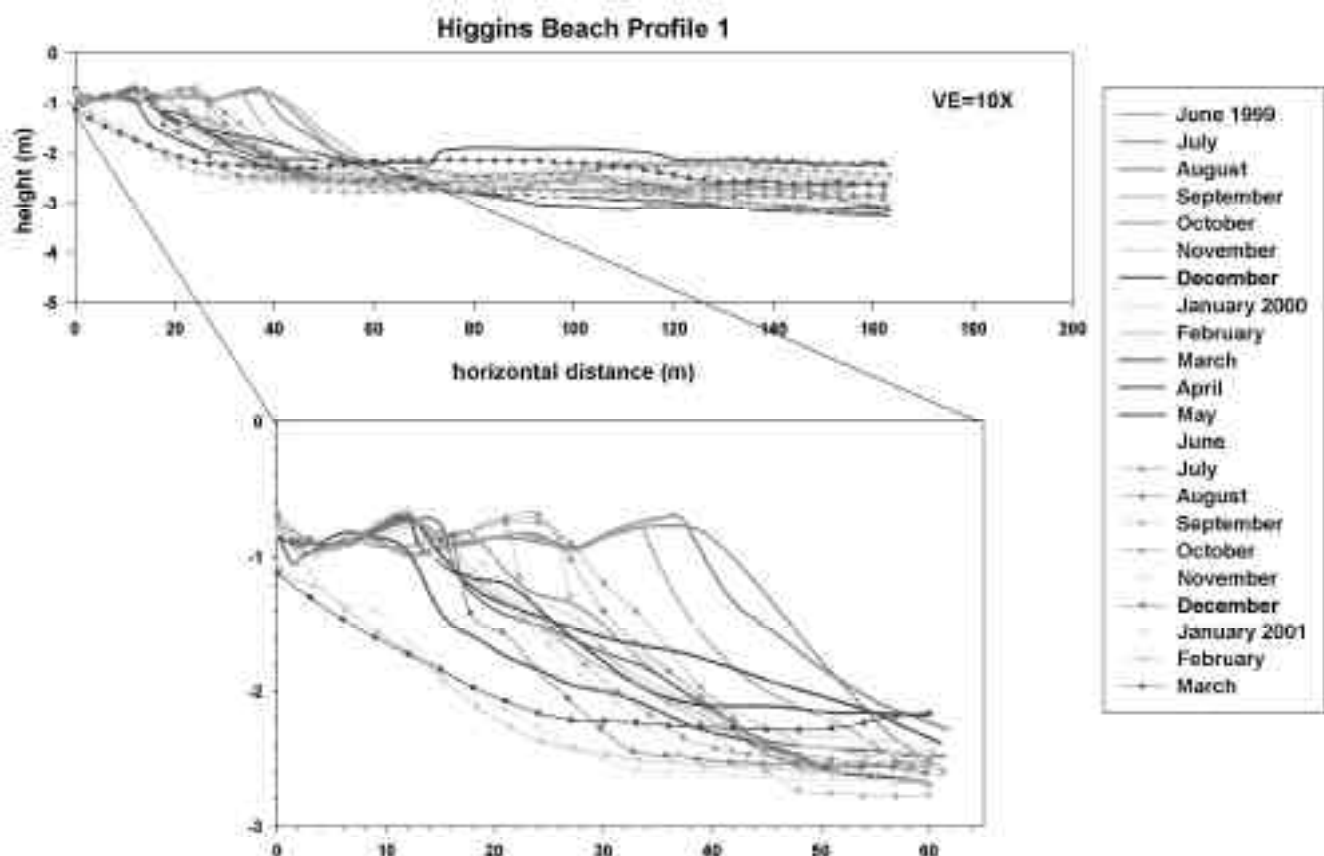 Higgins Beach Profile 1
0
-1
-2
-3
-4
-5
height (m)
VE=10X
0 20 40 60 80 100 120 140 160 180 200
horizontal distance (m)
June 1999
July
August
September
October
November
December
January 2000
February
March
April
May
June
July
August
September
October
November
December
January 2001
February
March
0
-1
-2
-3
0 10 20 30 40 50 60